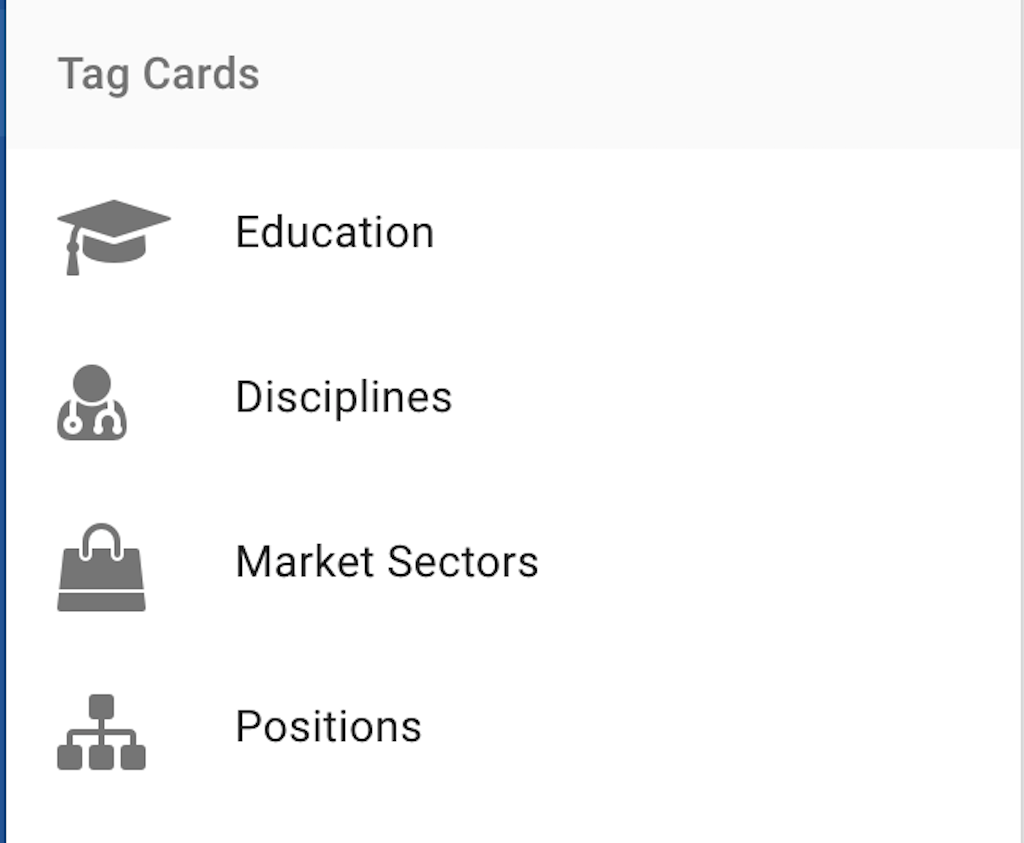 Tag Cards
Education
Disciplines
Market Sectors
Positions